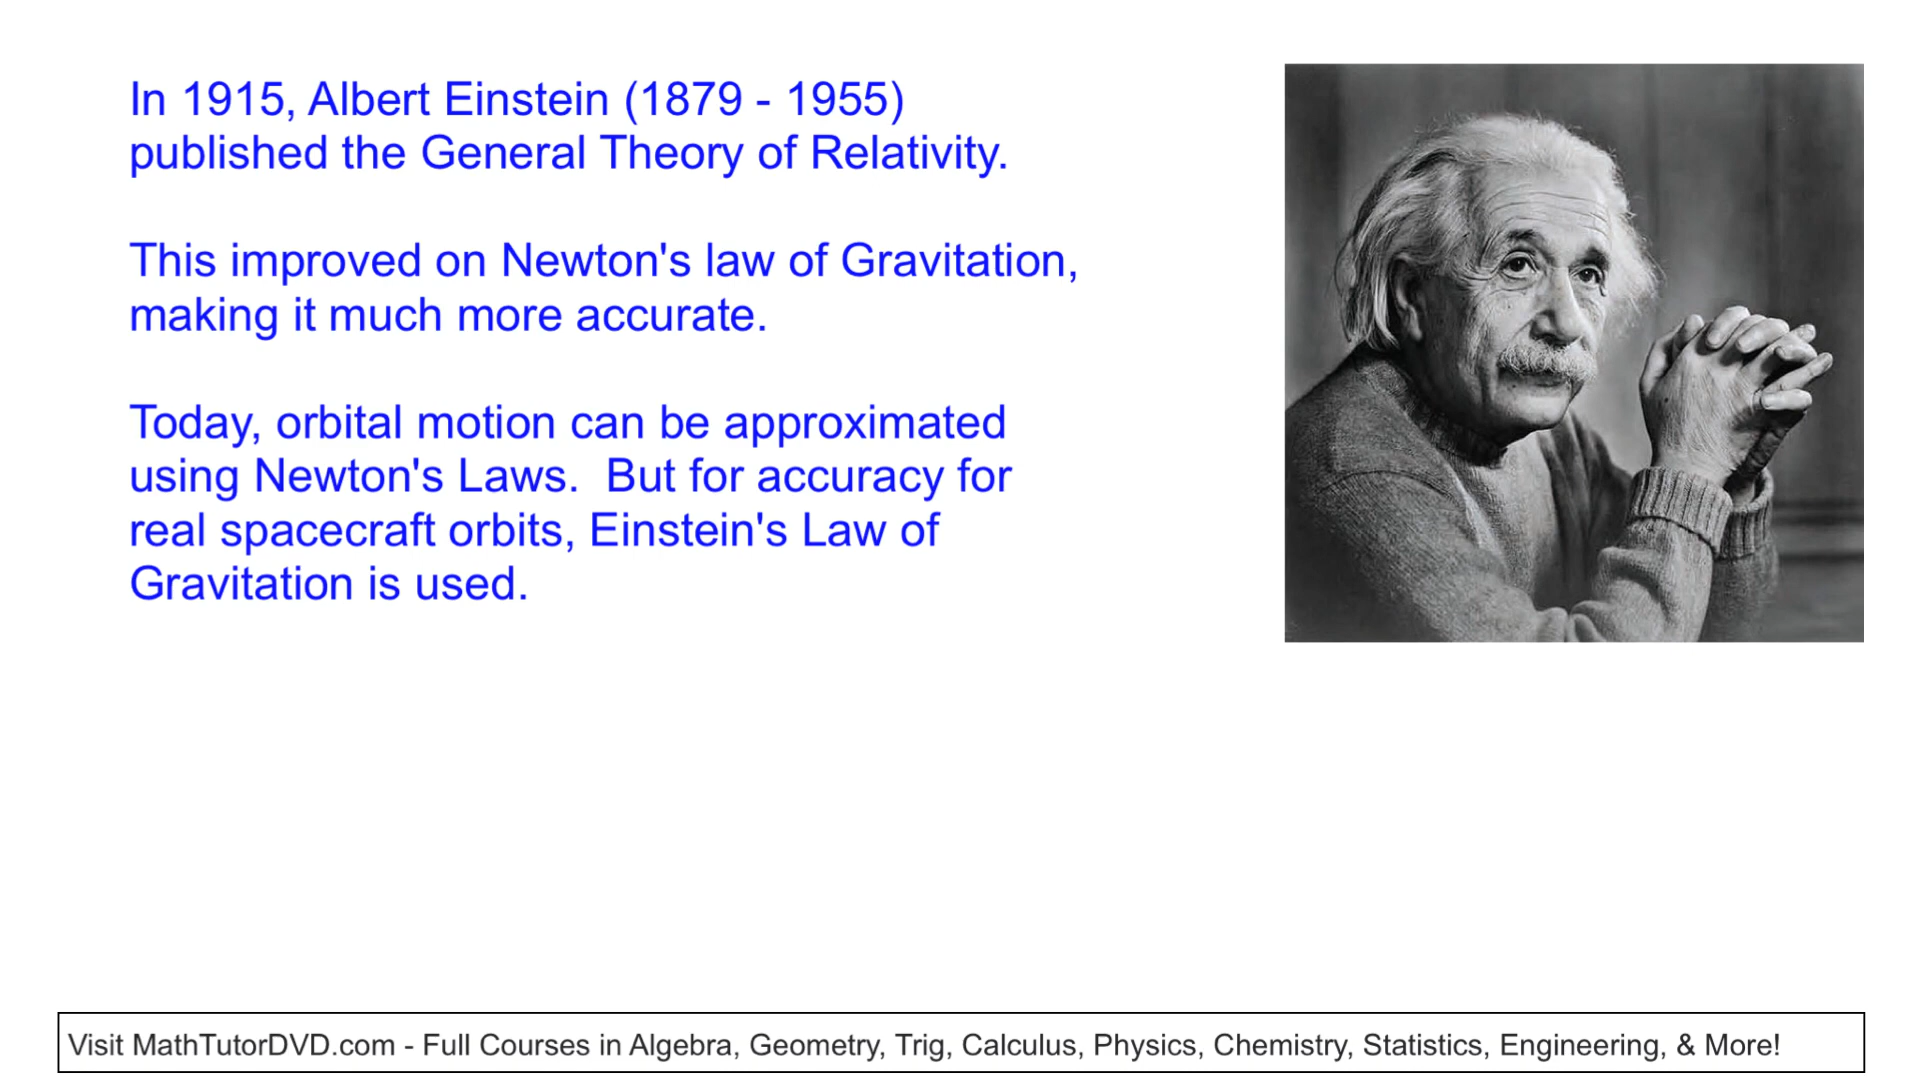 In 1915, Albert Einstein (1879 - 1955)
published the General Theory of Relativity.
This improved on Newton's law of Gravitation,
making it much more accurate.
Today, orbital motion can be approximated
using Newton's Laws.  But for accuracy for
real spacecraft orbits, Einstein's Law of
Gravitation is used.
Visit MathTutorDVD.com - Full Courses in Algebra, Geometry, Trig, Calculus, Physics, Chemistry, Statistics, Engineering, & More!